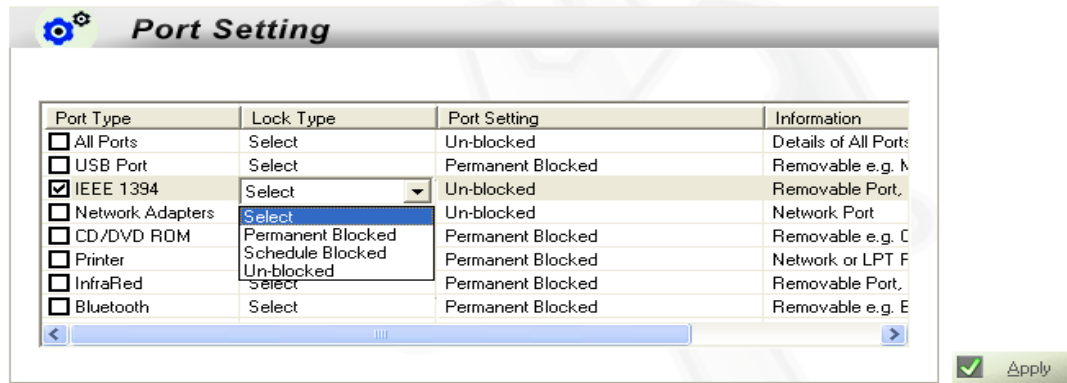 Port Setting
Port Type Lock Type Port Setting Information
All Ports Select Un-blocked Details of All Ports
USB Port Select Permanent Blocked Removable e.g.
IEEE 1394 Select Un-blocked Removable Port,
Network Adapters Select Un-blocked Network Port
CD/DVD ROM Permanent Blocked Permanent Blocked Removable e.g.
Printer Schedule Blocked Permanent Blocked Network or LPT
InfraRed Un-blocked Select Permanent Blocked Removable Port,
Bluetooth Select Permanent Blocked Removable e.g.
Apply